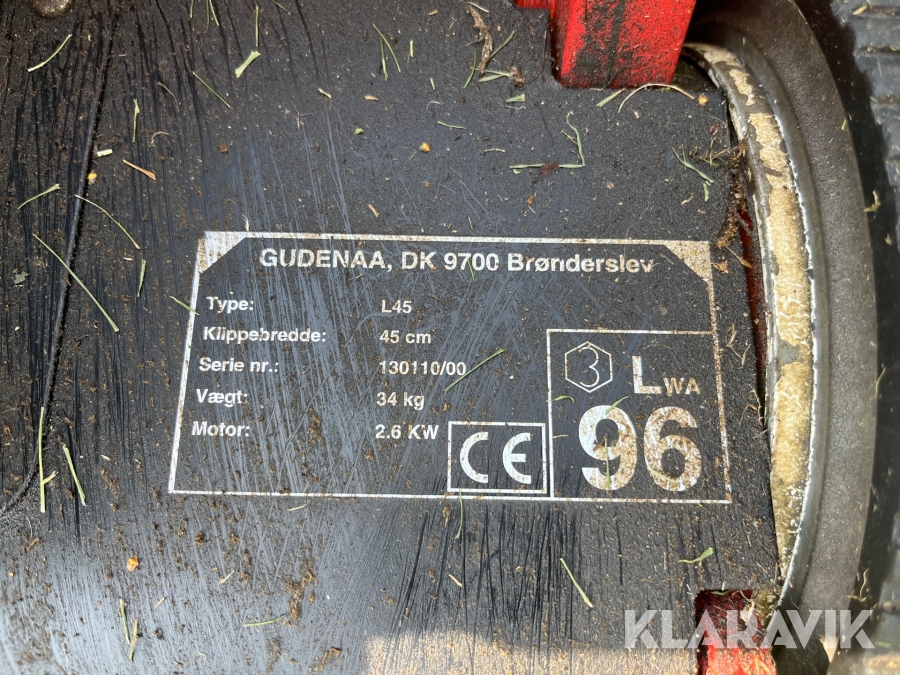 GUDENAA, DK 9700 Brønderslev
Type: L45
Klippebredde: 45 cm
Serie nr.: 130110/00
Vægt: 34 kg
Motor: 2.6 KW
CE
3 LWA
96
KLARAVIK